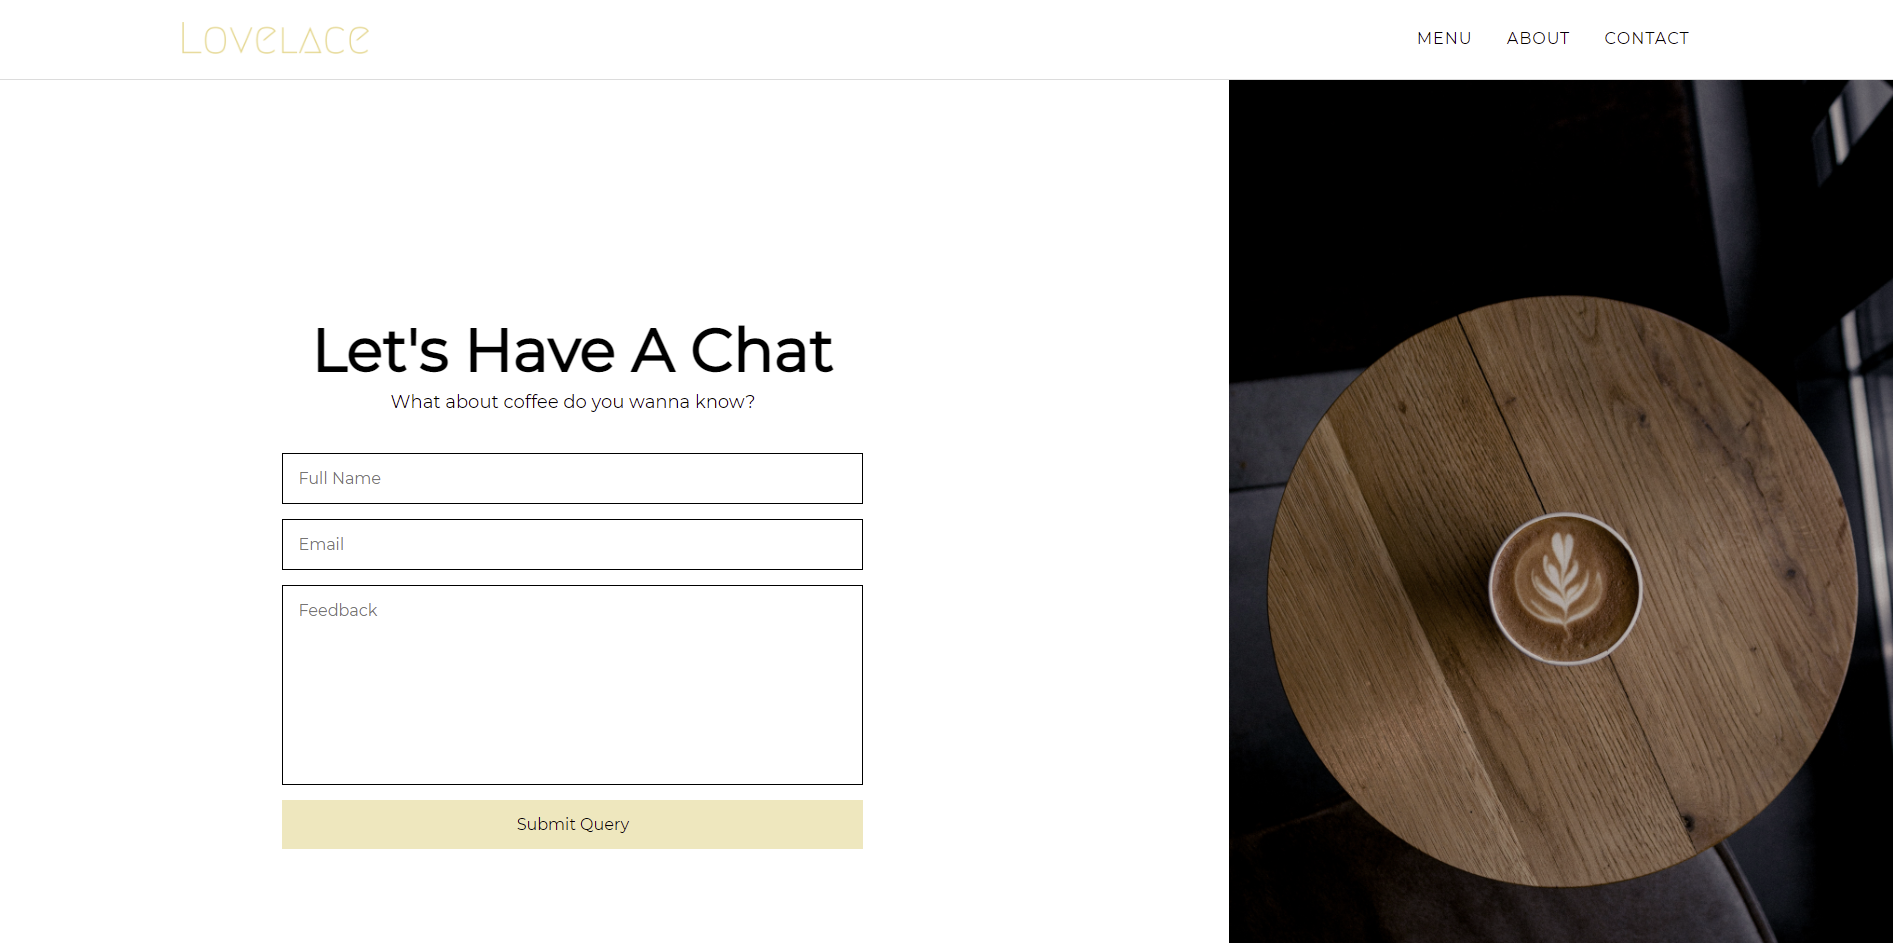 Lovelace
MENU ABOUT CONTACT
Let's Have A Chat
What about coffee do you wanna know?
Full Name
Email
Feedback
Submit Query